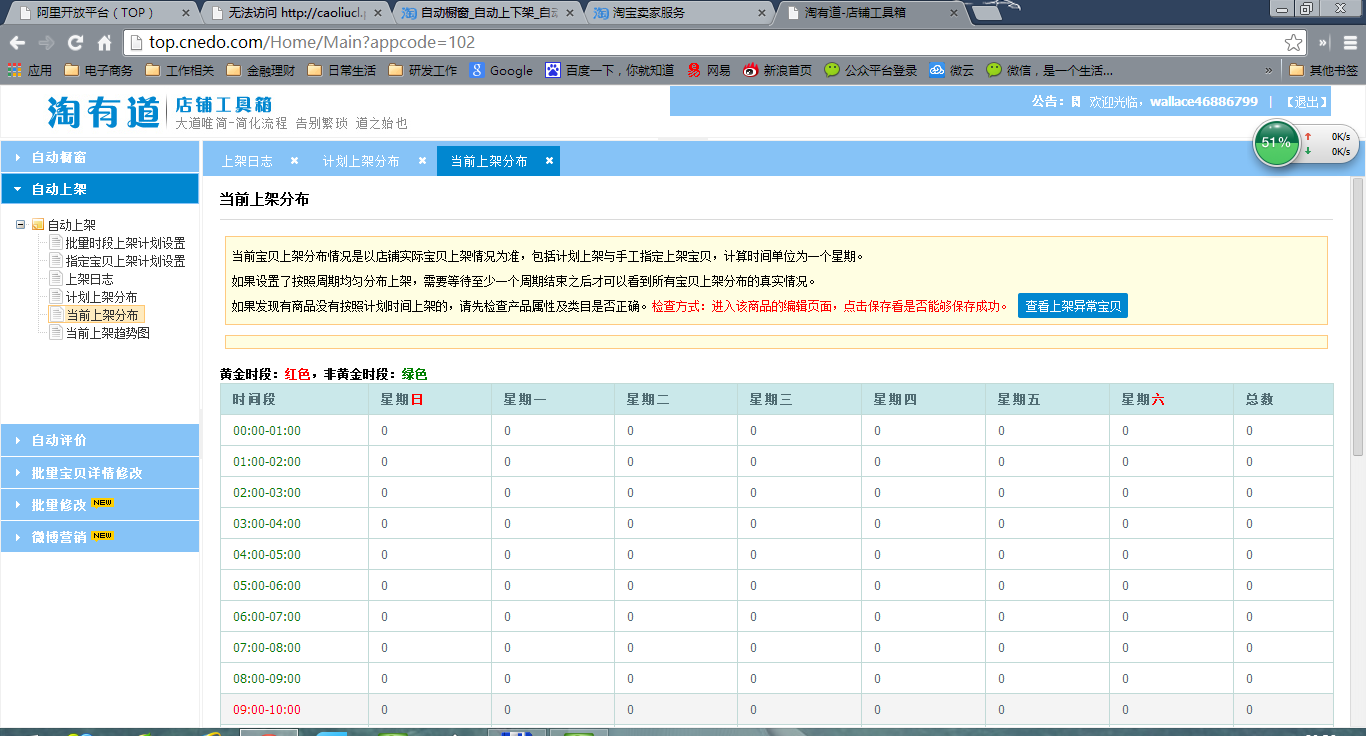 阿里开放平台（TOP） 无法访问 http://caoliucl. 自动橱窗_自动上下架_自 淘宝卖家服务 淘有道-店铺工具箱
top.cnedo.com/Home/Main?appcode=102
应用 电子商务 工作相关 金融理财 日常生活 研发工作 Google 百度一下，你就知道 网易 新浪首页 公众平台登录 微云 微信，是一个生活... » 其他书签
淘有道 店铺工具箱
大道唯简-简化流程 告别繁琐 道之始也
公告： 欢迎光临，wallace46886799 | 【退出】
51% 0K/s
0K/s
自动橱窗
自动上架
自动上架
批量时段上架计划设置
指定宝贝上架计划设置
上架日志
计划上架分布
当前上架分布
当前上架趋势图
自动评价
批量宝贝详情修改
批量修改 NEW
微博营销 NEW
上架日志 计划上架分布 当前上架分布
当前上架分布
当前宝贝上架分布情况是以店铺实际宝贝上架情况为准，包括计划上架与手工指定上架宝贝，计算时间单位为一个星期。
如果设置了按照周期均匀分布上架，需要等待至少一个周期结束之后才可以看到所有宝贝上架分布的真实情况。
如果发现有商品没有按照计划时间上架的，请先检查产品属性及类目是否正确。检查方式：进入该商品的编辑页面，点击保存看是否能够保存成功。 查看上架异常宝贝
黄金时段：红色，非黄金时段：绿色
时间段 星期日 星期一 星期二 星期三 星期四 星期五 星期六 总数
00:00-01:00 0 0 0 0 0 0 0 0
01:00-02:00 0 0 0 0 0 0 0 0
02:00-03:00 0 0 0 0 0 0 0 0
03:00-04:00 0 0 0 0 0 0 0 0
04:00-05:00 0 0 0 0 0 0 0 0
05:00-06:00 0 0 0 0 0 0 0 0
06:00-07:00 0 0 0 0 0 0 0 0
07:00-08:00 0 0 0 0 0 0 0 0
08:00-09:00 0 0 0 0 0 0 0 0
09:00-10:00 0 0 0 0 0 0 0 0